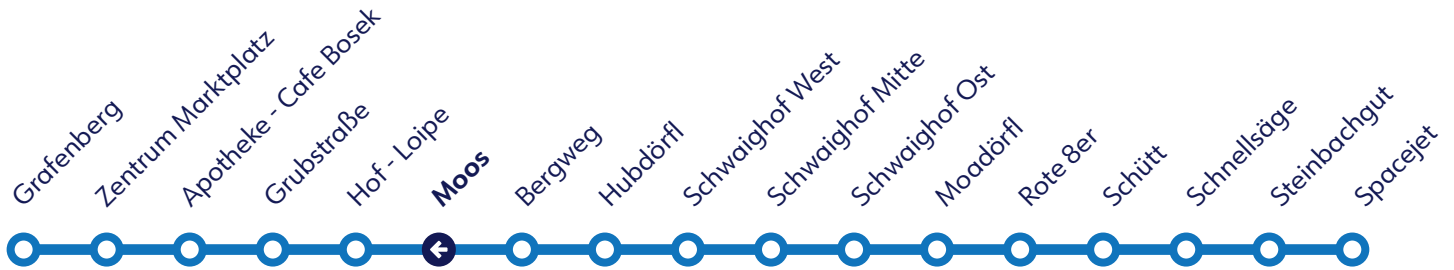 Grafenberg
Zentrum Marktplatz
Apotheke - Cafe Bosek
Grubstraße
Hof - Loipe
Moos
Bergweg
Hubdörfl
Schwaighof West
Schwaighof Mitte
Schwaighof Ost
Moadörfl
Rote 8er
Schütt
Schnellsäge
Steinbachgut
Spacejet